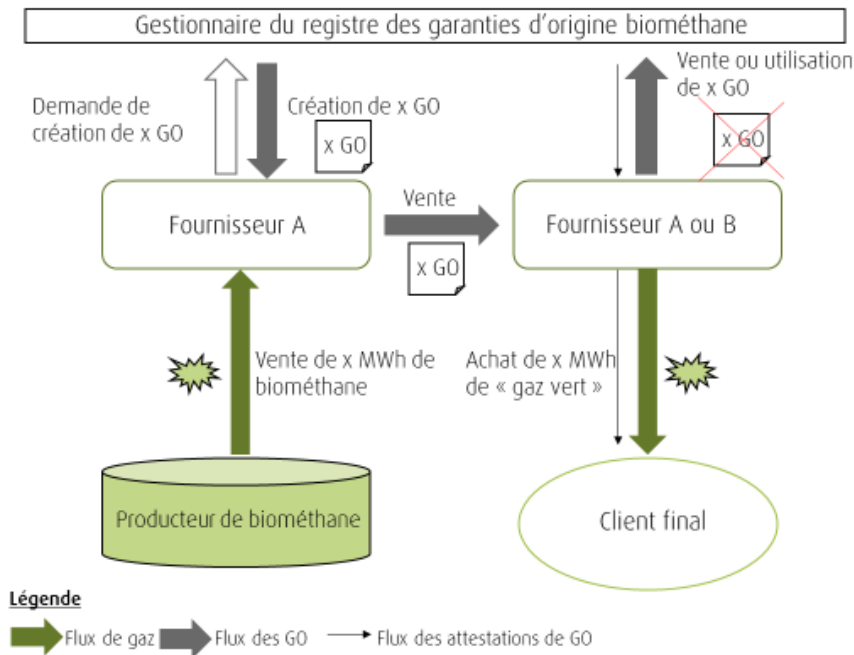 Gestionnaire du registre des garanties d'origine biométhane
Demande de
création de x GO
Création de x GO
x GO
Vente ou utilisation
de x GO
x GO
Fournisseur A
Vente
x GO
Fournisseur A ou B
Vente de x MWh de
biométhane
Achat de x MWh
de « gaz vert »
Producteur de biométhane
Client final
Légende
Flux de gaz
Flux des GO
Flux des attestations de GO